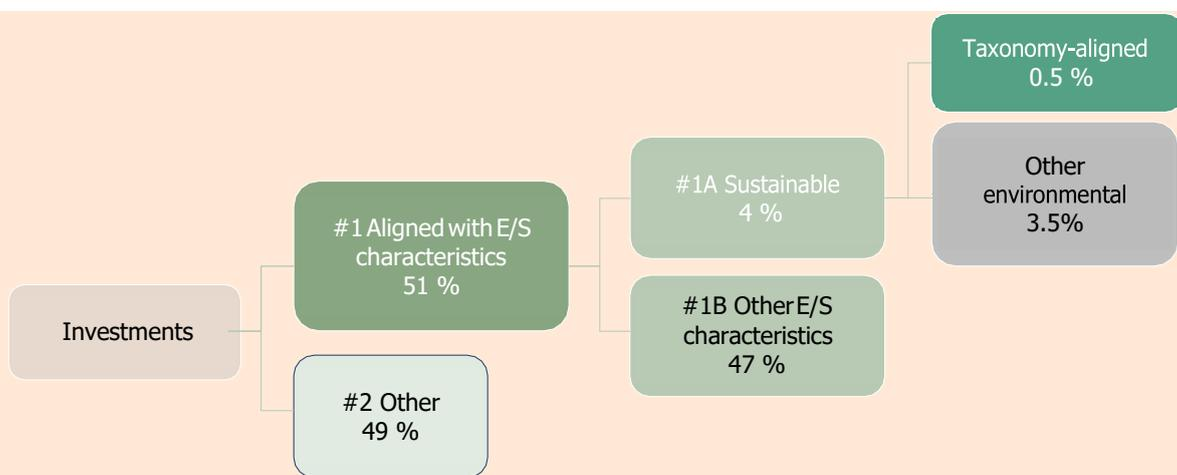 Taxonomy-aligned
0.5 %
Other
environmental
3.5%
#1A Sustainable
4 %
#1 Aligned with E/S
characteristics
51 %
#1B Other E/S
characteristics
47 %
Investments
#2 Other
49 %